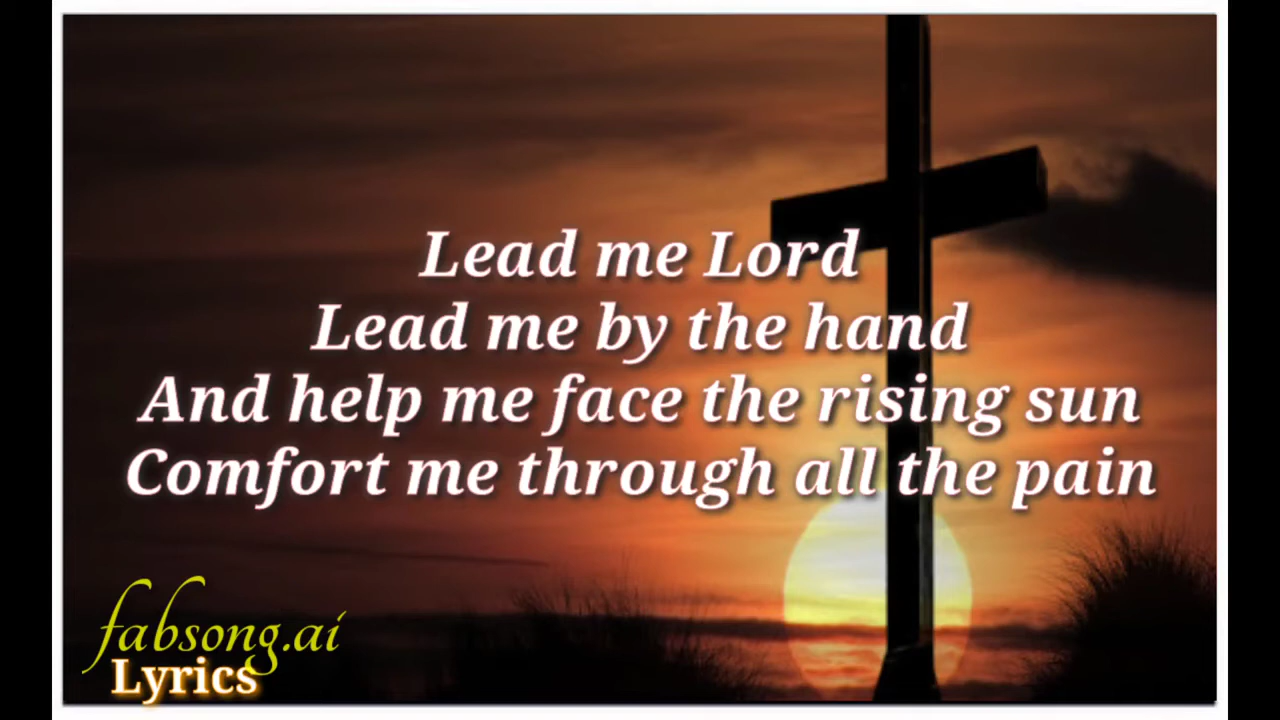 Lead me Lord
Lead me by the hand
And help me face the rising sun
Comfort me through all the pain
fabsong.ai
Lyrics